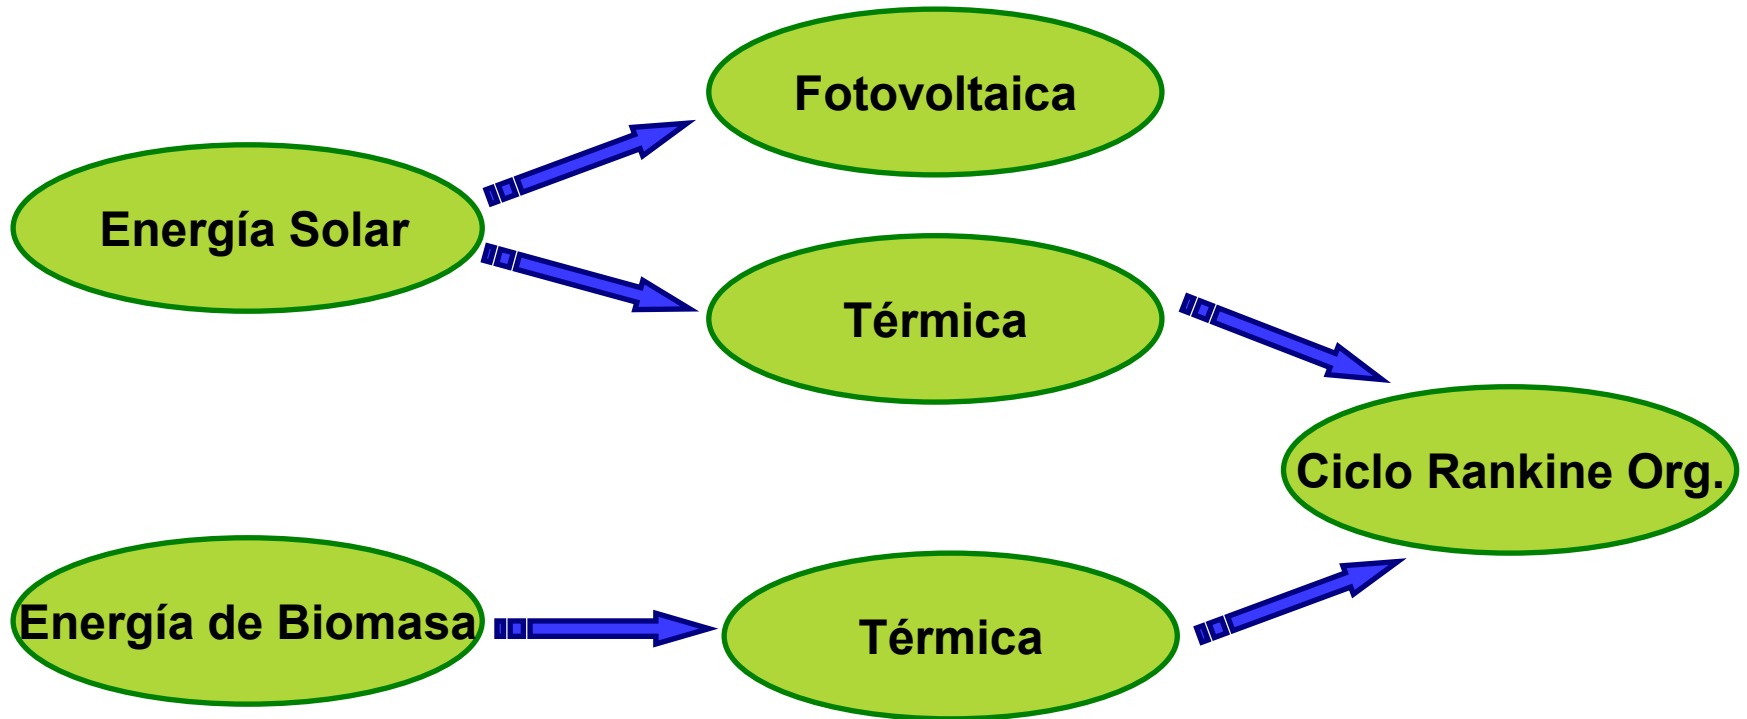 Fotovoltaica
Energía Solar
Térmica
Ciclo Rankine Org.
Energía de Biomasa
Térmica